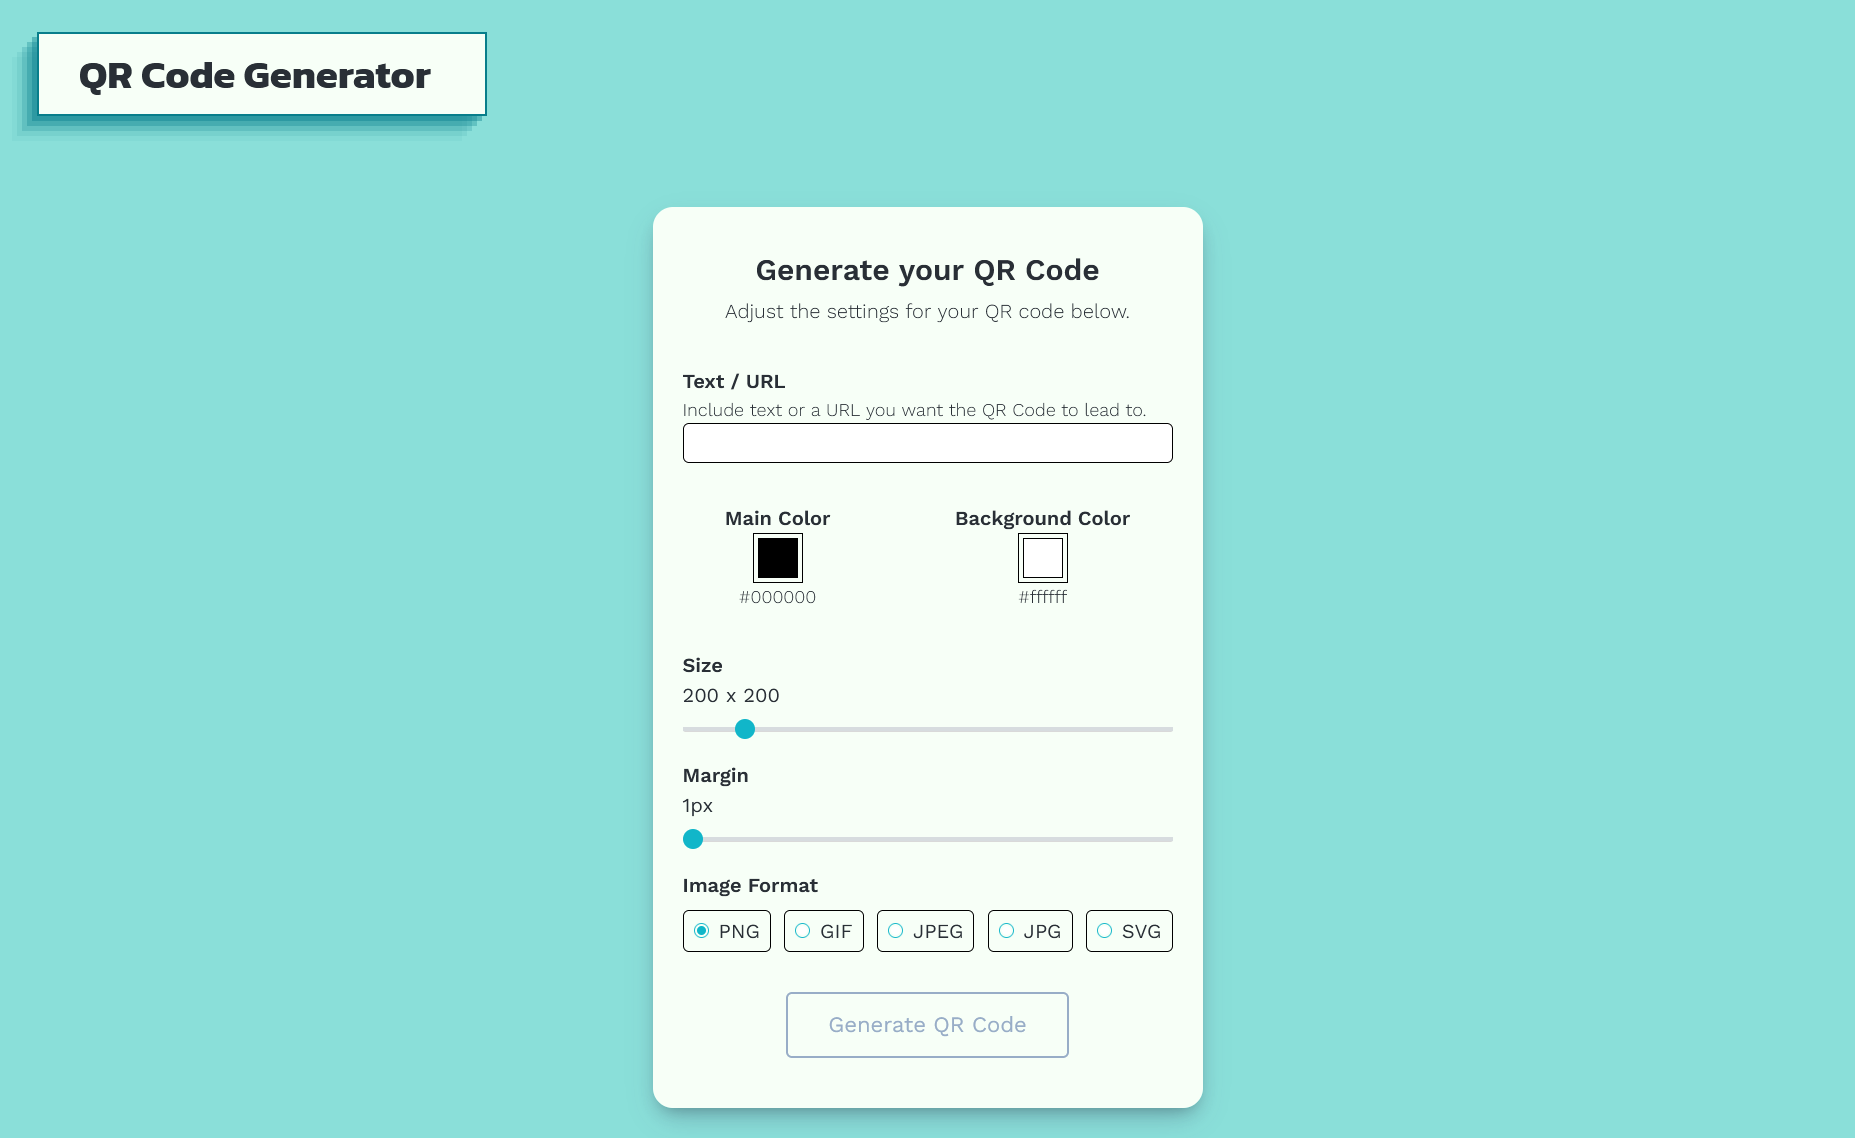 QR Code Generator
Generate your QR Code
Adjust the settings for your QR code below.
Text / URL
Include text or a URL you want the QR Code to lead to.
Main Color
#000000
Background Color
#ffffff
Size
200 x 200
Margin
1px
Image Format
PNG GIF JPEG JPG SVG
Generate QR Code